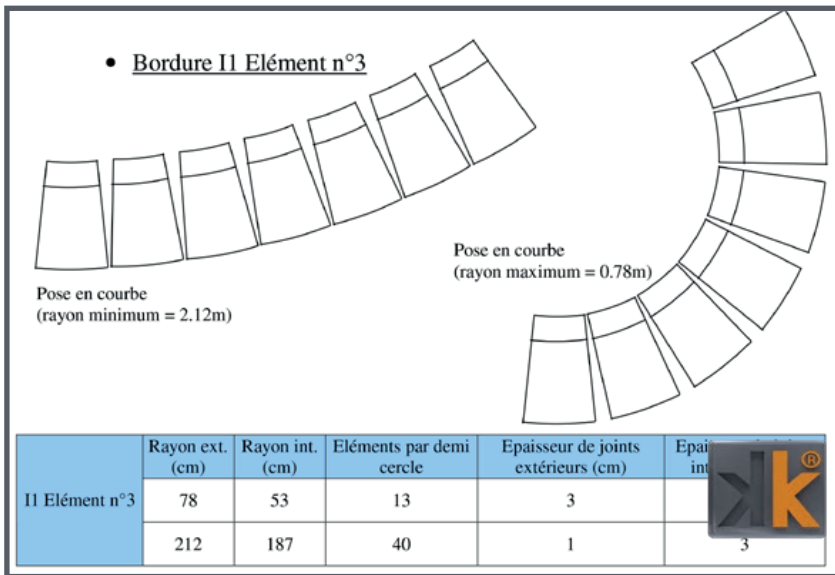 • Bordure I1 Elément n°3
Pose en courbe
(rayon minimum = 2.12m)
Pose en courbe
(rayon maximum = 0.78m)
I1 Elément n°3
Rayon ext.
(cm)
Rayon int.
(cm)
Eléments par demi
cercle
Epaisseur de joints
extérieurs (cm)
78
53
13
3
212
187
40
1
3
k
®